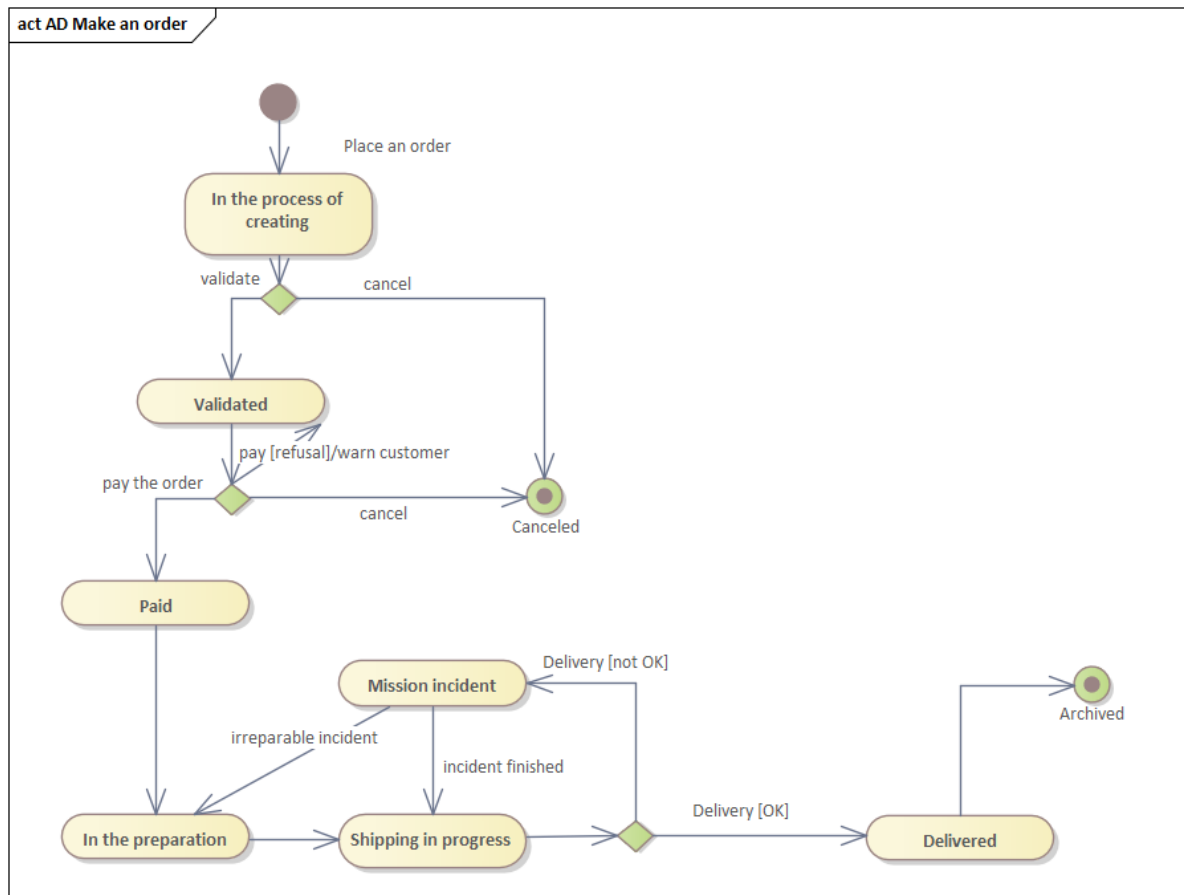 act AD Make an order
Place an order
In the process of
creating
validate
cancel
Validated
pay [refusal]/warn customer
pay the order
cancel
Canceled
Paid
Delivery [not OK]
Mission incident
Archived
irreparable incident
incident finished
Delivery [OK]
In the preparation
Shipping in progress
Delivered